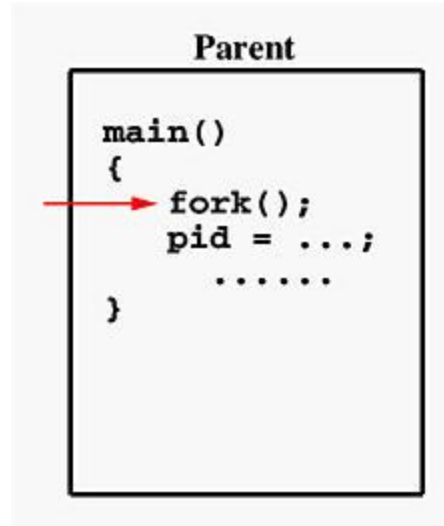 Parent
main()
{
fork();
pid = ...;
......
}